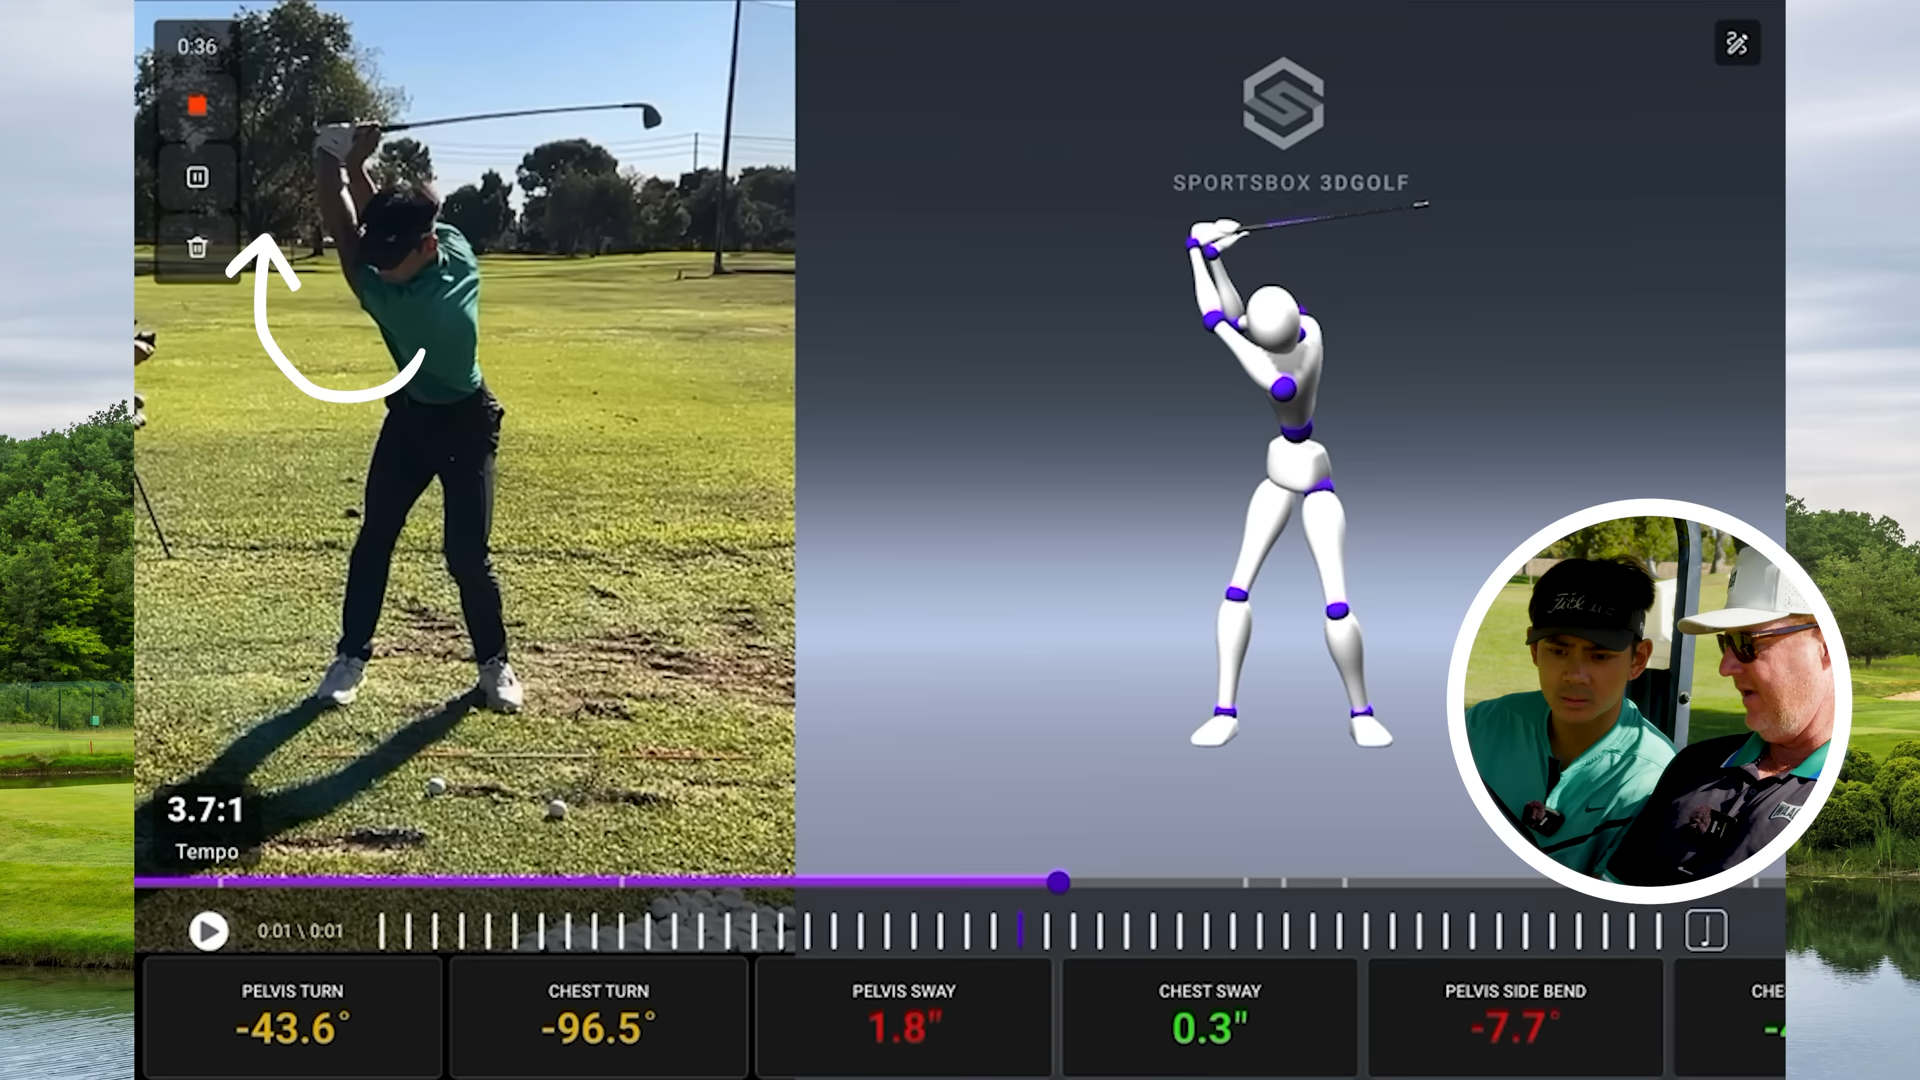 0:36
SPORTSBOX 3DGOLF
Titleist
3.7:1
Tempo
0:01 \ 0:01
PELVIS TURN
-43.6°
CHEST TURN
-96.5°
PELVIS SWAY
1.8"
CHEST SWAY
0.3"
PELVIS SIDE BEND
-7.7°
CHE